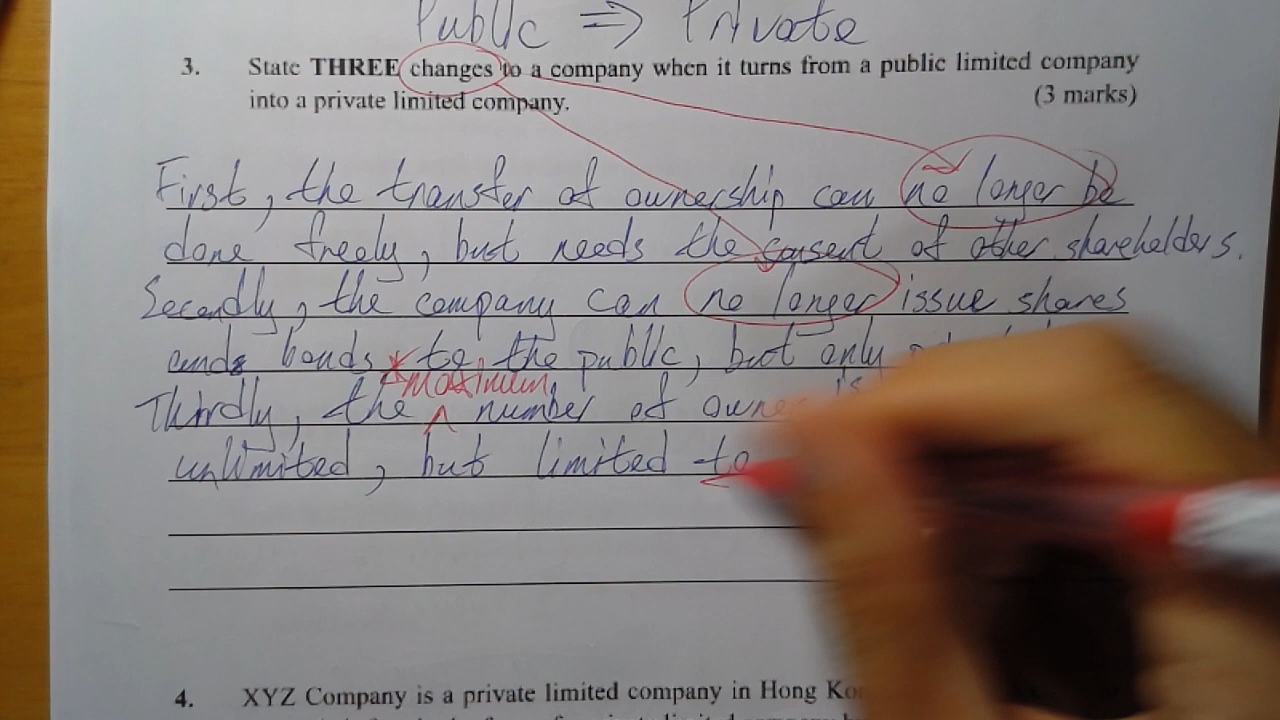 Public ⇒ Private
3. State THREE changes to a company when it turns from a public limited company
into a private limited company. (3 marks)
First, the transfer of ownership can no longer be
done freely, but needs the consent of other shareholders.
Secondly, the company can no longer issue shares
and bonds to the public, but only
maximum is
Thirdly, the number of
unlimited, but limited to
4. XYZ Company is a private limited company in Hong